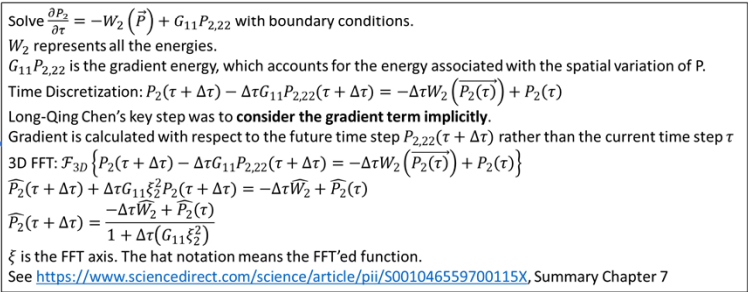 Solve ∂P₂/∂τ = −W₂(P⃗) + G₁₁P₂,₂₂ with boundary conditions.
W₂ represents all the energies.
G₁₁P₂,₂₂ is the gradient energy, which accounts for the energy associated with the spatial variation of P.
Time Discretization: P₂(τ + Δτ) − ΔτG₁₁P₂,₂₂(τ + Δτ) = −ΔτW₂(P₂(τ)⃗) + P₂(τ)
Long-Qing Chen's key step was to consider the gradient term implicitly.
Gradient is calculated with respect to the future time step P₂,₂₂(τ + Δτ) rather than the current time step τ
3D FFT: ℱ₃D{P₂(τ + Δτ) − ΔτG₁₁P₂,₂₂(τ + Δτ) = −ΔτW₂(P₂(τ)⃗) + P₂(τ)}
P̂₂(τ + Δτ) + ΔτG₁₁ξ₂²P₂(τ + Δτ) = −ΔτŴ₂ + P̂₂(τ)
P̂₂(τ + Δτ) = (−ΔτŴ₂ + P̂₂(τ)) / (1 + Δτ(G₁₁ξ₂²))
ξ is the FFT axis. The hat notation means the FFT'ed function.
See https://www.sciencedirect.com/science/article/pii/S001046559700115X, Summary Chapter 7